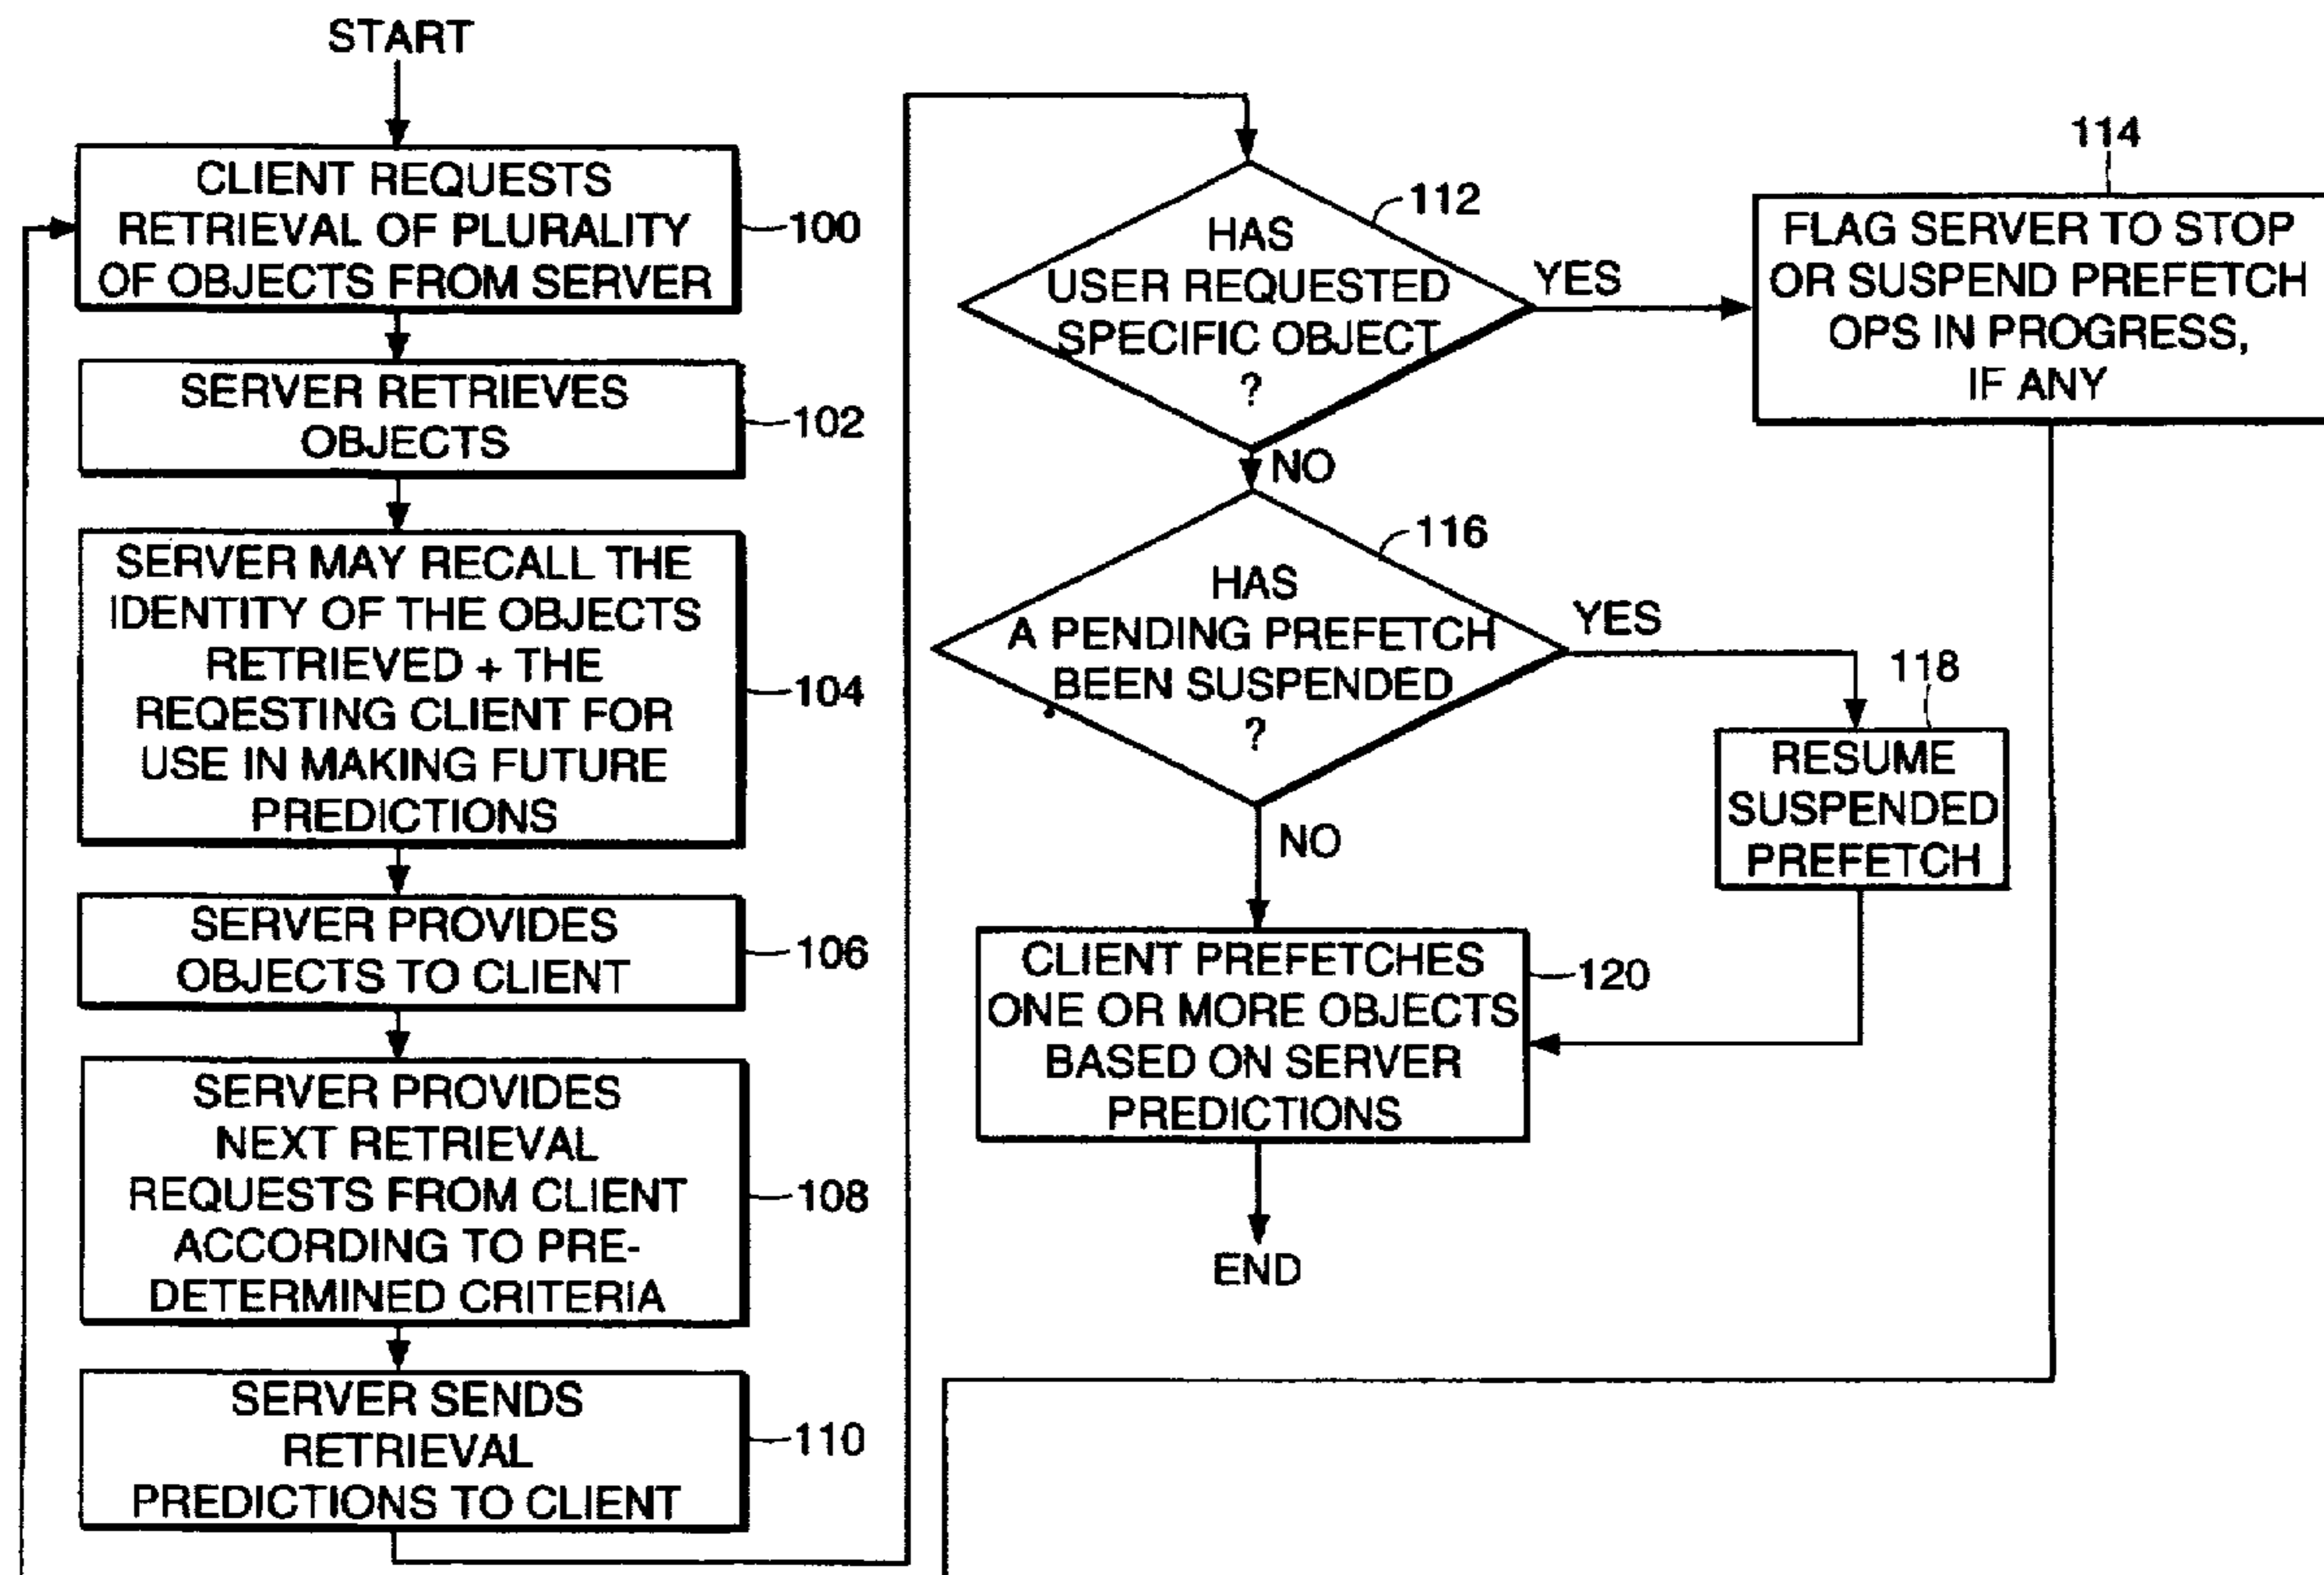 START
CLIENT REQUESTS
RETRIEVAL OF PLURALITY
OF OBJECTS FROM SERVER
100
SERVER RETRIEVES
OBJECTS
102
SERVER MAY RECALL THE
IDENTITY OF THE OBJECTS
RETRIEVED + THE
REQESTING CLIENT FOR
USE IN MAKING FUTURE
PREDICTIONS
104
SERVER PROVIDES
OBJECTS TO CLIENT
106
SERVER PROVIDES
NEXT RETRIEVAL
REQUESTS FROM CLIENT
ACCORDING TO PRE-
DETERMINED CRITERIA
108
SERVER SENDS
RETRIEVAL
PREDICTIONS TO CLIENT
110
HAS
USER REQUESTED
SPECIFIC OBJECT
?
112
YES
NO
114
FLAG SERVER TO STOP
OR SUSPEND PREFETCH
OPS IN PROGRESS,
IF ANY
HAS
A PENDING PREFETCH
BEEN SUSPENDED
?
116
YES
NO
118
RESUME
SUSPENDED
PREFETCH
CLIENT PREFETCHES
ONE OR MORE OBJECTS
BASED ON SERVER
PREDICTIONS
120
END